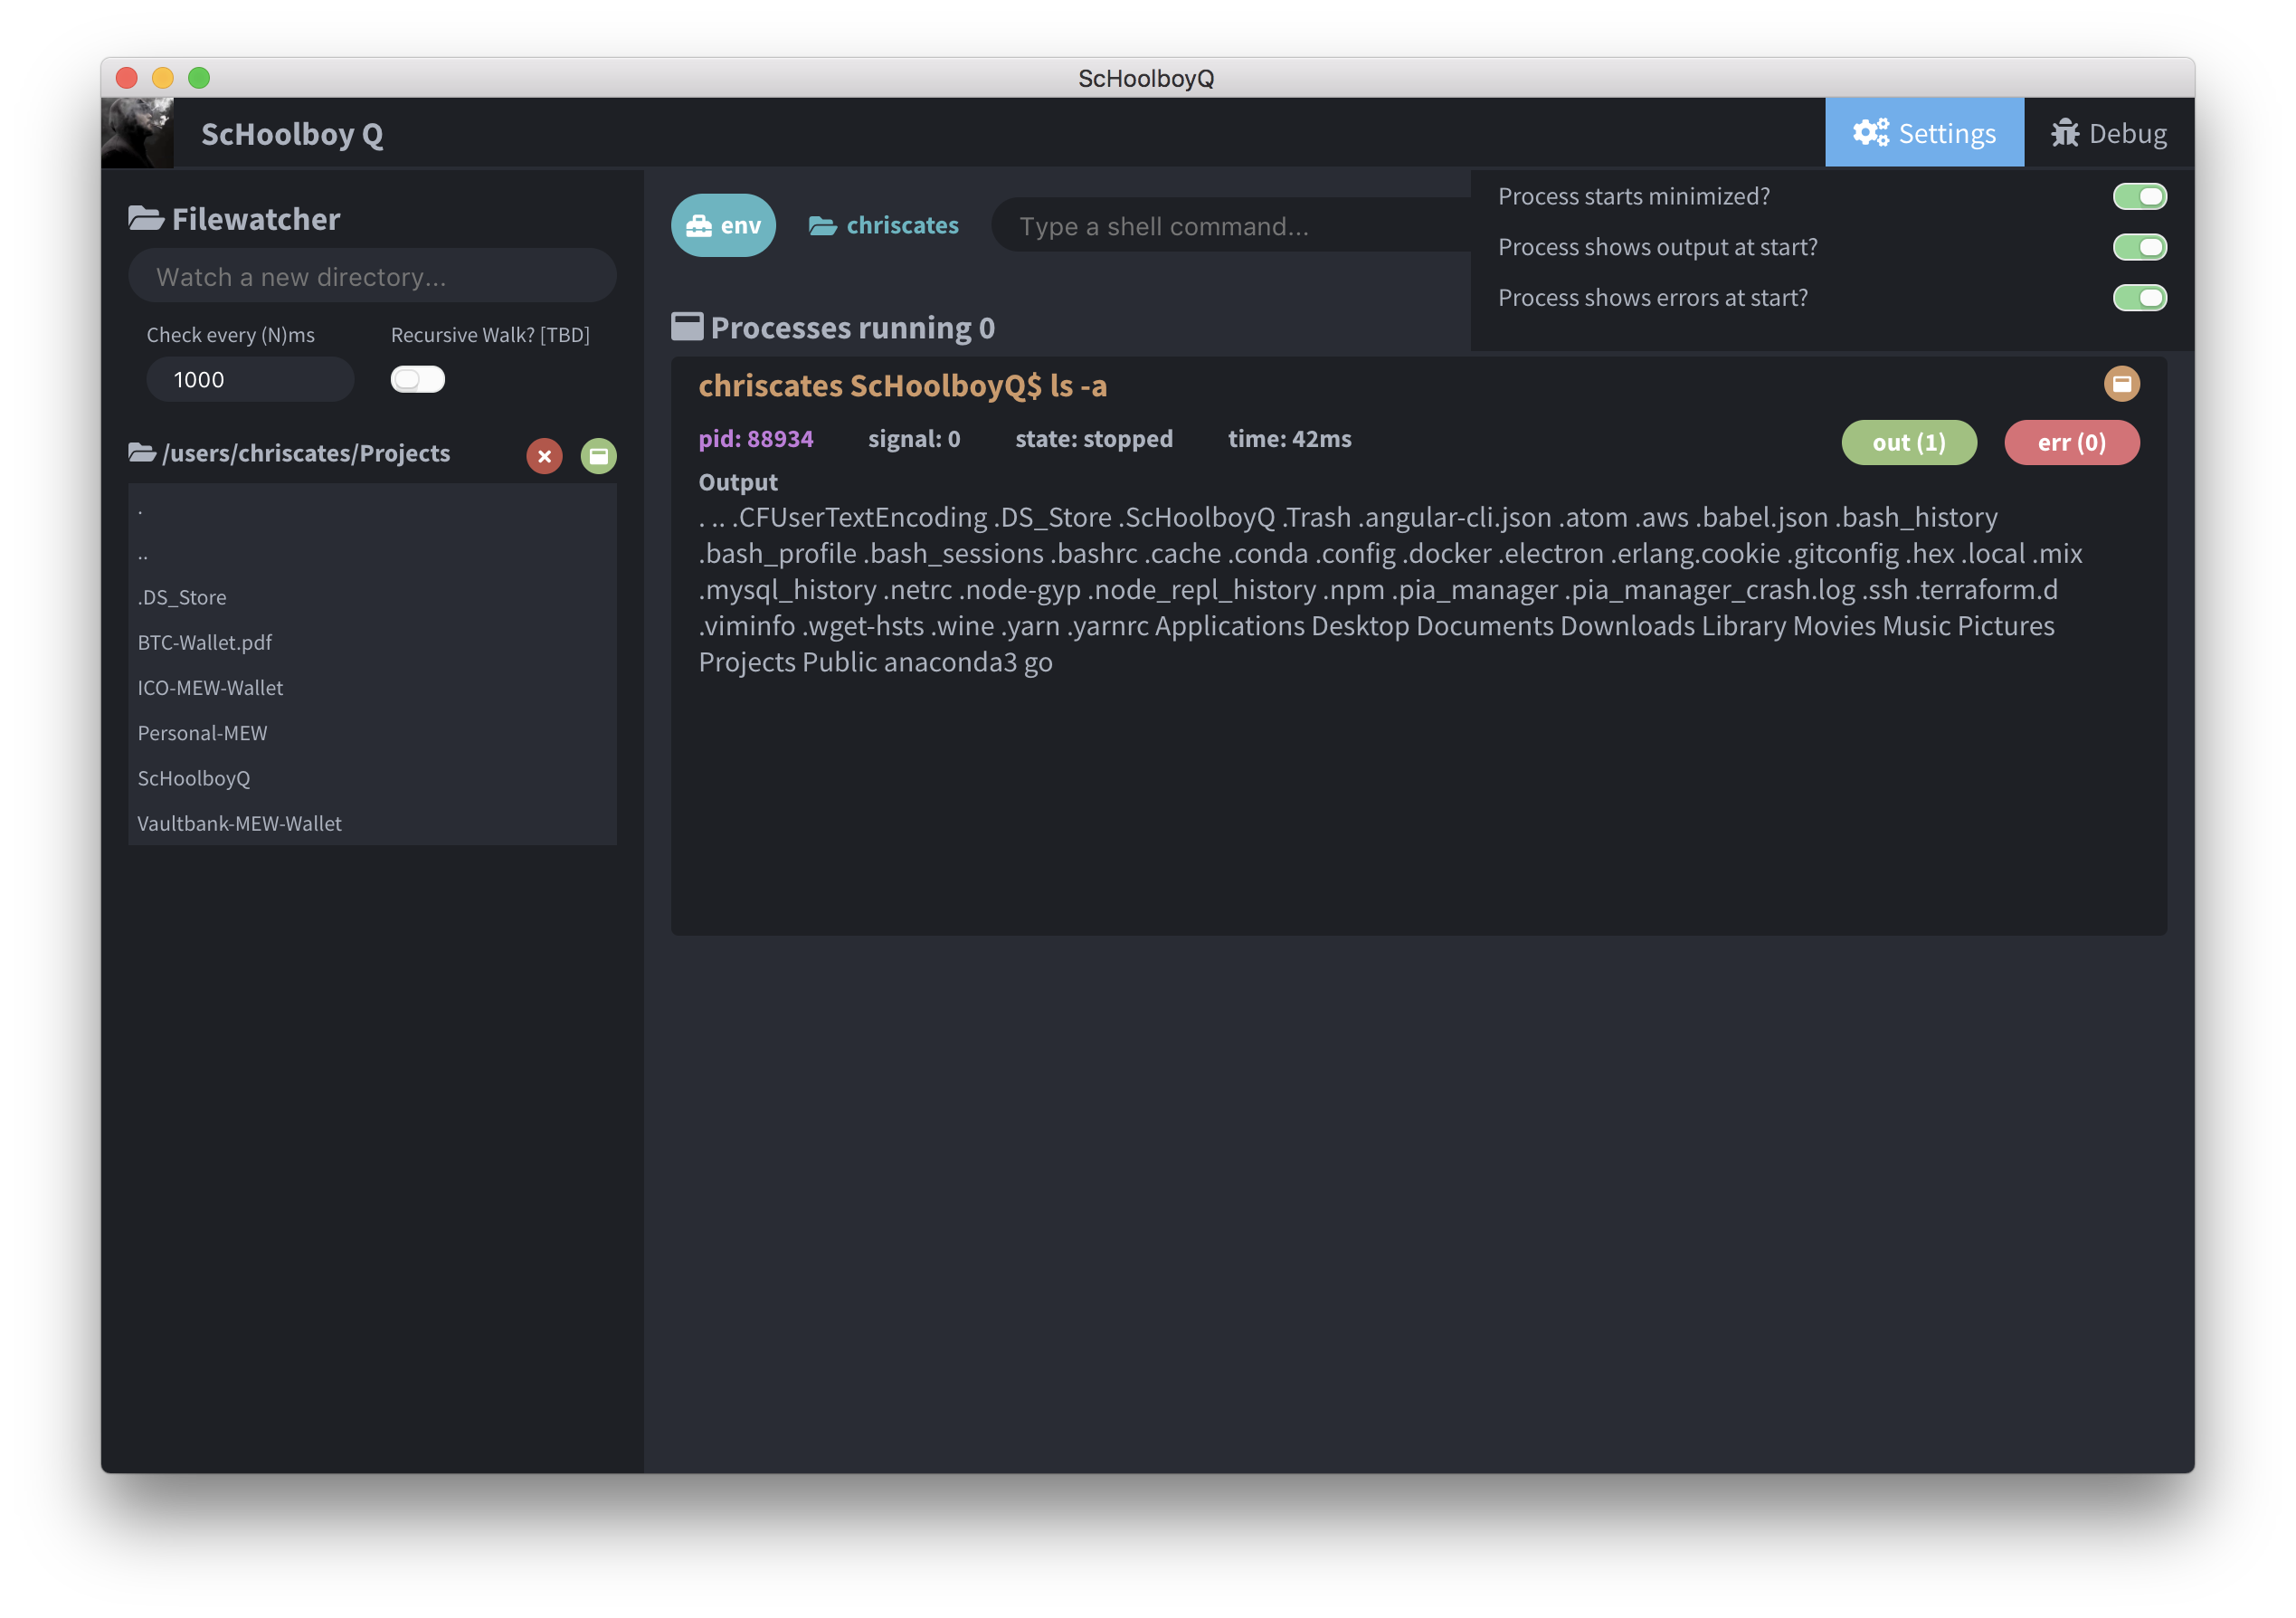 ScHoolboyQ
ScHoolboy Q
Settings
Debug
Filewatcher
Watch a new directory...
Check every (N)ms
Recursive Walk? [TBD]
1000
/users/chriscates/Projects
.
..
.DS_Store
BTC-Wallet.pdf
ICO-MEW-Wallet
Personal-MEW
ScHoolboyQ
Vaultbank-MEW-Wallet
env
chriscates
Type a shell command...
Process starts minimized?
Process shows output at start?
Process shows errors at start?
Processes running 0
chriscates ScHoolboyQ$ ls -a
pid: 88934 signal: 0 state: stopped time: 42ms
out (1)
err (0)
Output
. .. .CFUserTextEncoding .DS_Store .ScHoolboyQ .Trash .angular-cli.json .atom .aws .babel.json .bash_history
.bash_profile .bash_sessions .bashrc .cache .conda .config .docker .electron .erlang.cookie .gitconfig .hex .local .mix
.mysql_history .netrc .node-gyp .node_repl_history .npm .pia_manager .pia_manager_crash.log .ssh .terraform.d
.viminfo .wget-hsts .wine .yarn .yarnrc Applications Desktop Documents Downloads Library Movies Music Pictures
Projects Public anaconda3 go